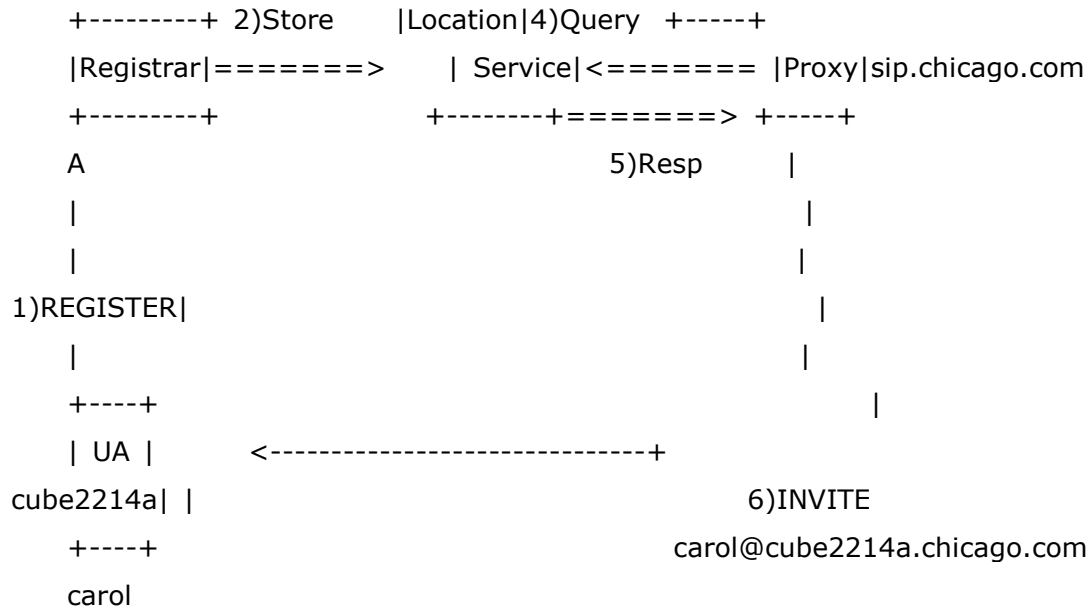 +---------+ 2)Store |Location|4)Query +-----+
|Registrar|=======> | Service|<======= |Proxy|sip.chicago.com
+---------+ +--------+=======> +-----+
A 5)Resp |
| |
| |
1)REGISTER| |
| |
+----+ |
| UA | <-------------------------------+
cube2214a| | 6)INVITE
+----+ carol@cube2214a.chicago.com
carol